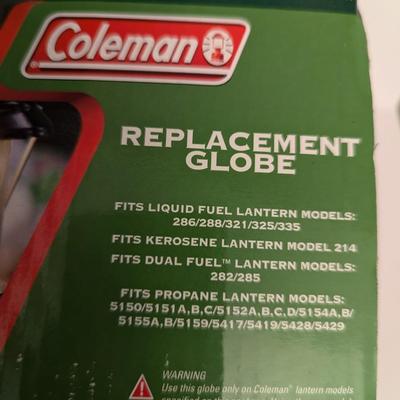 Coleman
REPLACEMENT
GLOBE
FITS LIQUID FUEL LANTERN MODELS:
286/288/321/325/335
FITS KEROSENE LANTERN MODEL 214
FITS DUAL FUEL™ LANTERN MODELS:
282/285
FITS PROPANE LANTERN MODELS:
5150/5151A,B,C/5152A,B,C,D/5154A,B/
5155A,B/5159/5417/5419/5428/5429
WARNING
Use this globe only on Coleman® lantern models